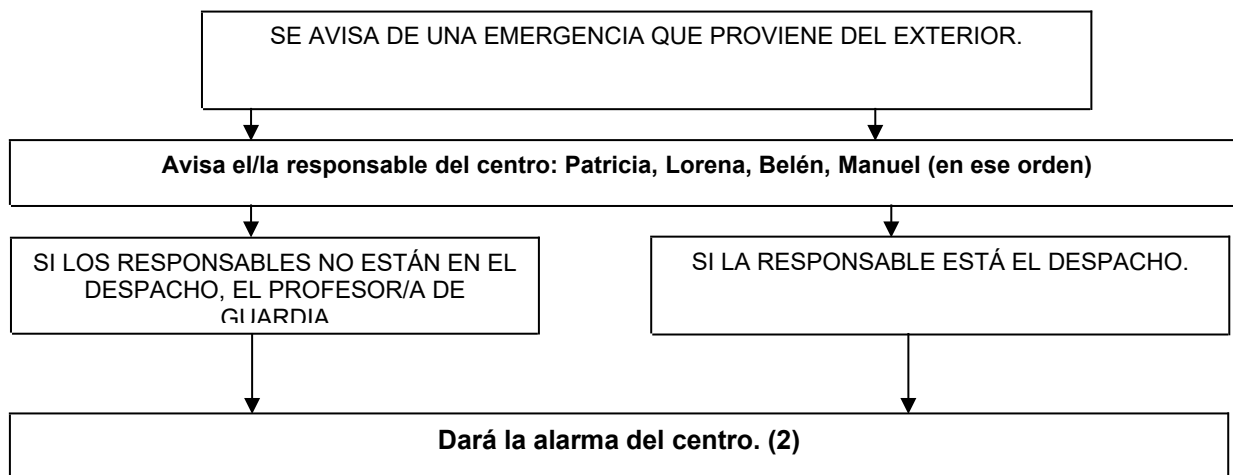 SE AVISA DE UNA EMERGENCIA QUE PROVIENE DEL EXTERIOR.
Avisa el/la responsable del centro: Patricia, Lorena, Belén, Manuel (en ese orden)
SI LOS RESPONSABLES NO ESTÁN EN EL
DESPACHO, EL PROFESOR/A DE
GUARDIA
SI LA RESPONSABLE ESTÁ EL DESPACHO.
Dará la alarma del centro. (2)